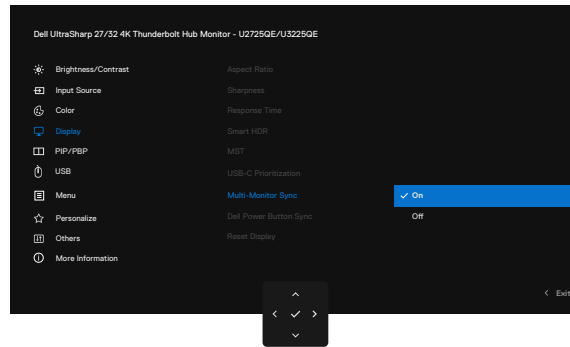 Dell UltraSharp 27/32 4K Thunderbolt Hub Monitor - U2725QE/U3225QE
Brightness/Contrast
Input Source
Color
Display
PIP/PBP
USB
Menu
Personalize
Others
More Information
Aspect Ratio
Sharpness
Response Time
Smart HDR
MST
USB-C Prioritization
Multi-Monitor Sync
Dell Power Button Sync
Reset Display
On
Off
Exit